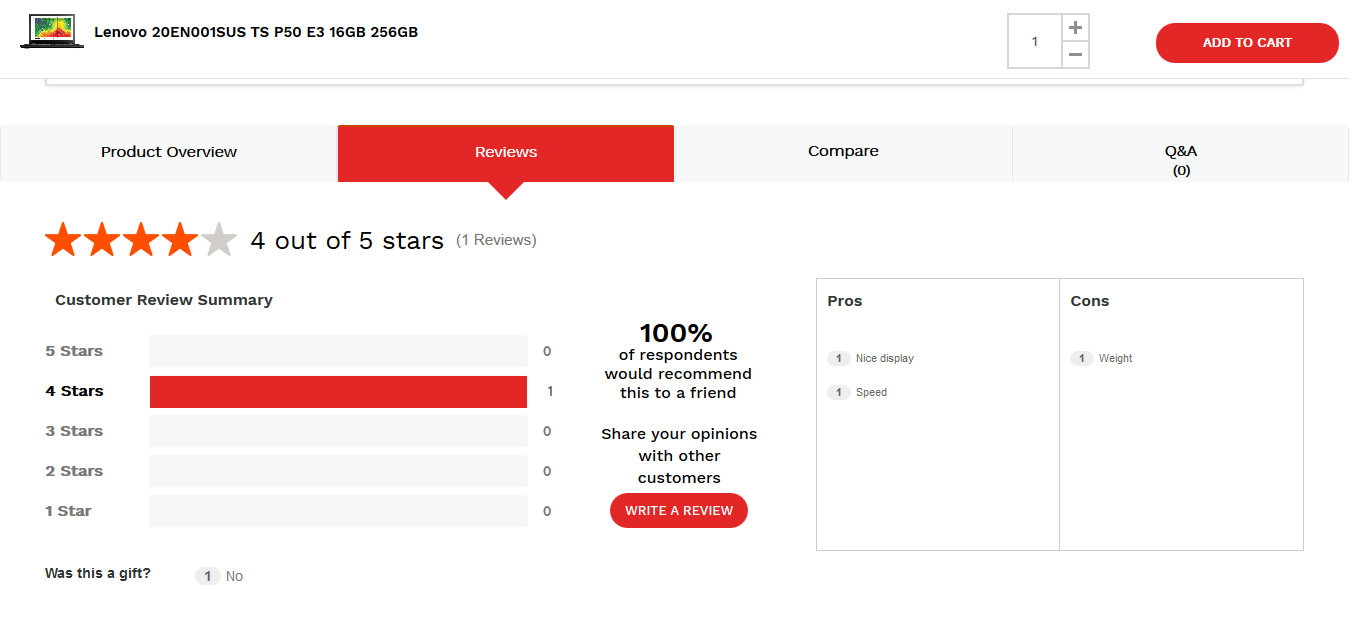 Lenovo 20EN001SUS TS P50 E3 16GB 256GB
1
ADD TO CART
Product Overview
Reviews
Compare
Q&A
(0)
4 out of 5 stars
(1 Reviews)
Customer Review Summary
5 Stars 0
4 Stars 1
3 Stars 0
2 Stars 0
1 Star 0
100%
of respondents
would recommend
this to a friend
Share your opinions
with other
customers
WRITE A REVIEW
Pros
1 Nice display
1 Speed
Cons
1 Weight
Was this a gift? 1 No